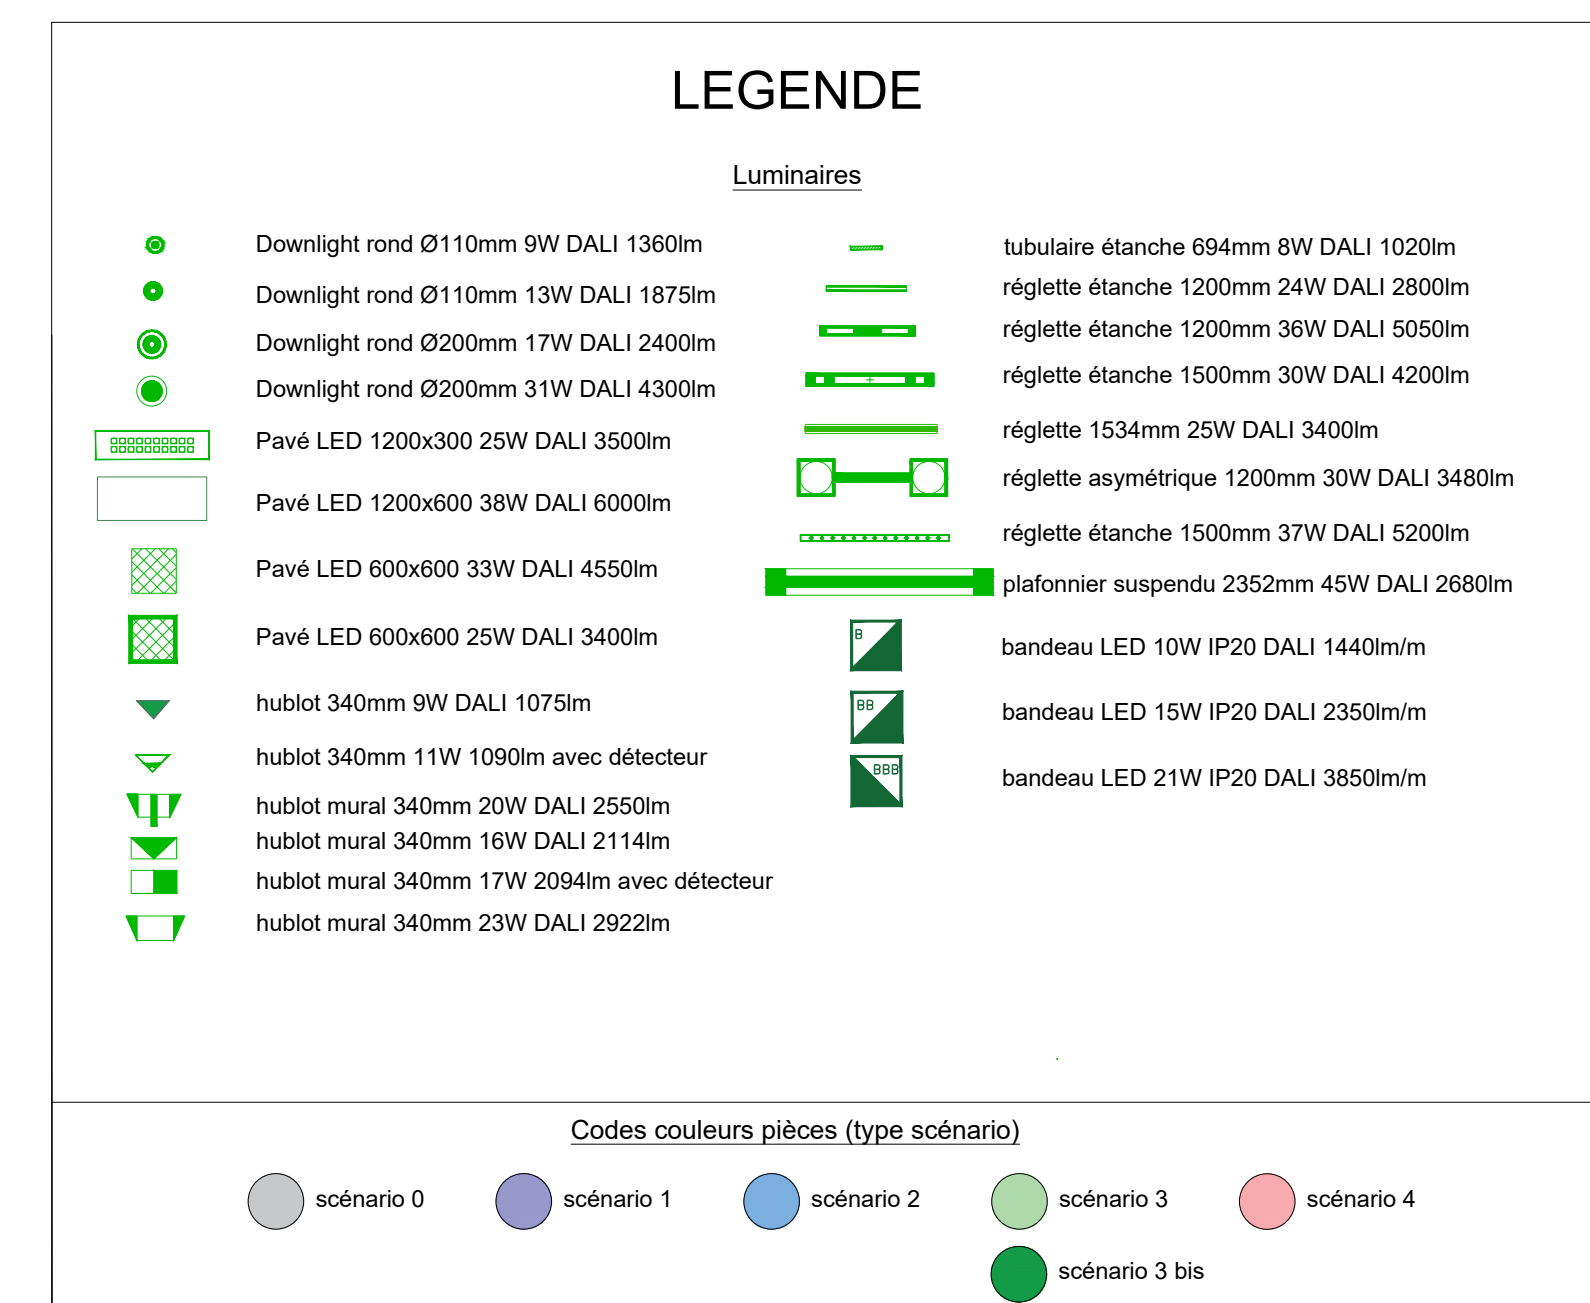 LEGENDE
Luminaires
Downlight rond Ø110mm 9W DALI 1360lm
Downlight rond Ø110mm 13W DALI 1875lm
Downlight rond Ø200mm 17W DALI 2400lm
Downlight rond Ø200mm 31W DALI 4300lm
Pavé LED 1200x300 25W DALI 3500lm
Pavé LED 1200x600 38W DALI 6000lm
Pavé LED 600x600 33W DALI 4550lm
Pavé LED 600x600 25W DALI 3400lm
hublot 340mm 9W DALI 1075lm
hublot 340mm 11W 1090lm avec détecteur
hublot mural 340mm 20W DALI 2550lm
hublot mural 340mm 16W DALI 2114lm
hublot mural 340mm 17W 2094lm avec détecteur
hublot mural 340mm 23W DALI 2922lm
tubulaire étanche 694mm 8W DALI 1020lm
réglette étanche 1200mm 24W DALI 2800lm
réglette étanche 1200mm 36W DALI 5050lm
réglette étanche 1500mm 30W DALI 4200lm
réglette 1534mm 25W DALI 3400lm
réglette asymétrique 1200mm 30W DALI 3480lm
réglette étanche 1500mm 37W DALI 5200lm
plafonnier suspendu 2352mm 45W DALI 2680lm
B bandeau LED 10W IP20 DALI 1440lm/m
BB bandeau LED 15W IP20 DALI 2350lm/m
BBB bandeau LED 21W IP20 DALI 3850lm/m
Codes couleurs pièces (type scénario)
scénario 0 scénario 1 scénario 2 scénario 3 scénario 4
scénario 3 bis